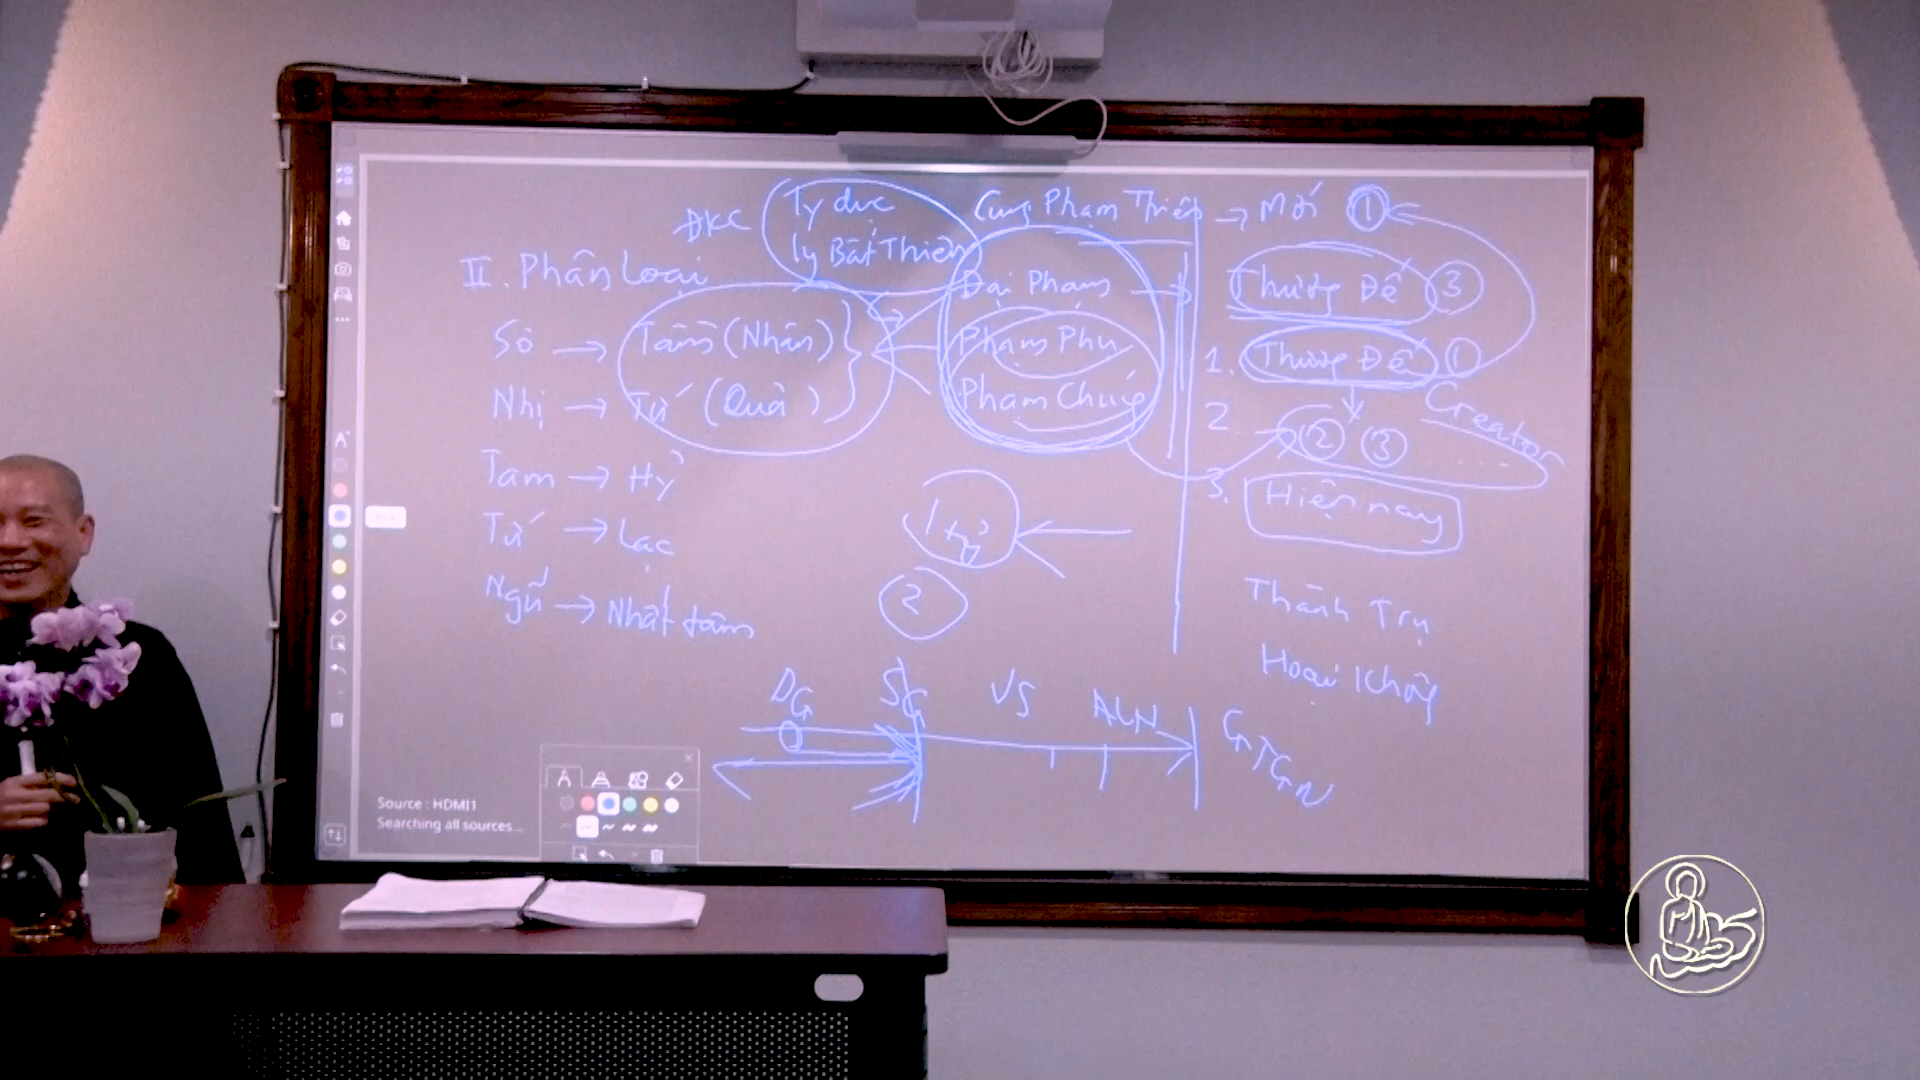 ĐKC
Ly dục
ly Bất Thiện
Cung Phạm Thiên → Mới ①
II. Phân Loại
Đại Phạm
Thượng Đế ③
Sơ → Tầm (Nhân)
Phạm Phụ
1. Thượng Đế ①
Nhị → Tứ (Quả)
Phạm Chúng
Creator
2. ② ③ ....
Tam → Hỷ
3. Hiện nay
1 tỷ
Tứ → Lạc
2
Ngũ → Nhất tâm
Thành Trụ
Hoại Không
DG SG VS ALN
Source : HDMI1
Searching all sources...